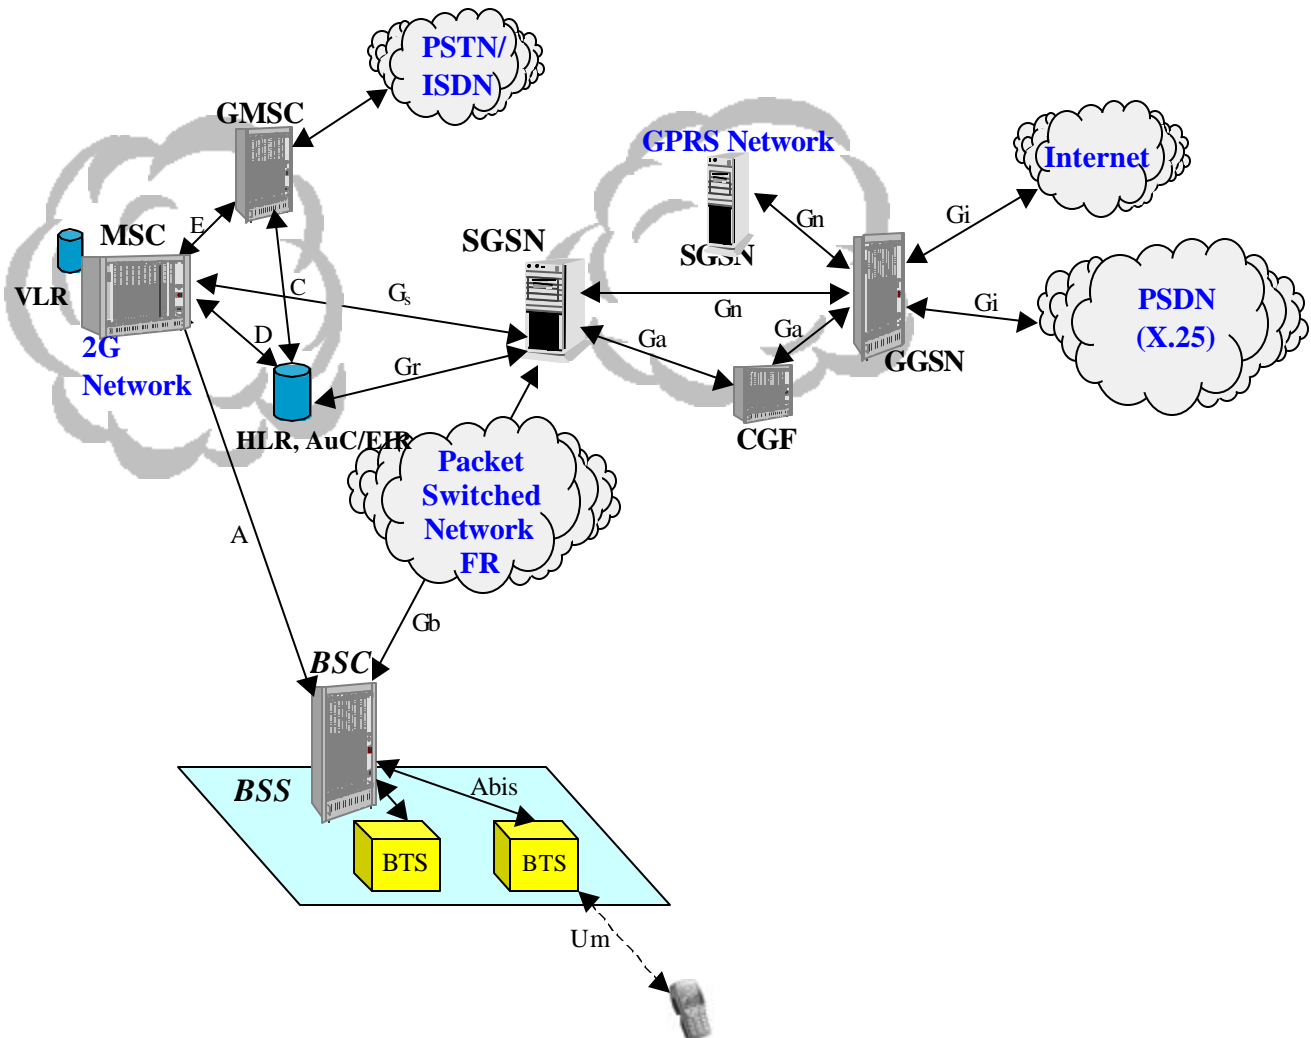 PSTN/
ISDN
GMSC
GPRS Network
Internet
E
MSC
SGSN
Gn
Gi
SGSN
VLR
C
Gs
Gn
Gi
PSDN
(X.25)
2G
Network
D
Gr
Ga
Ga
GGSN
HLR, AuC/EIR
CGF
Packet
Switched
Network
FR
A
Gb
BSC
BSS
Abis
BTS
BTS
Um